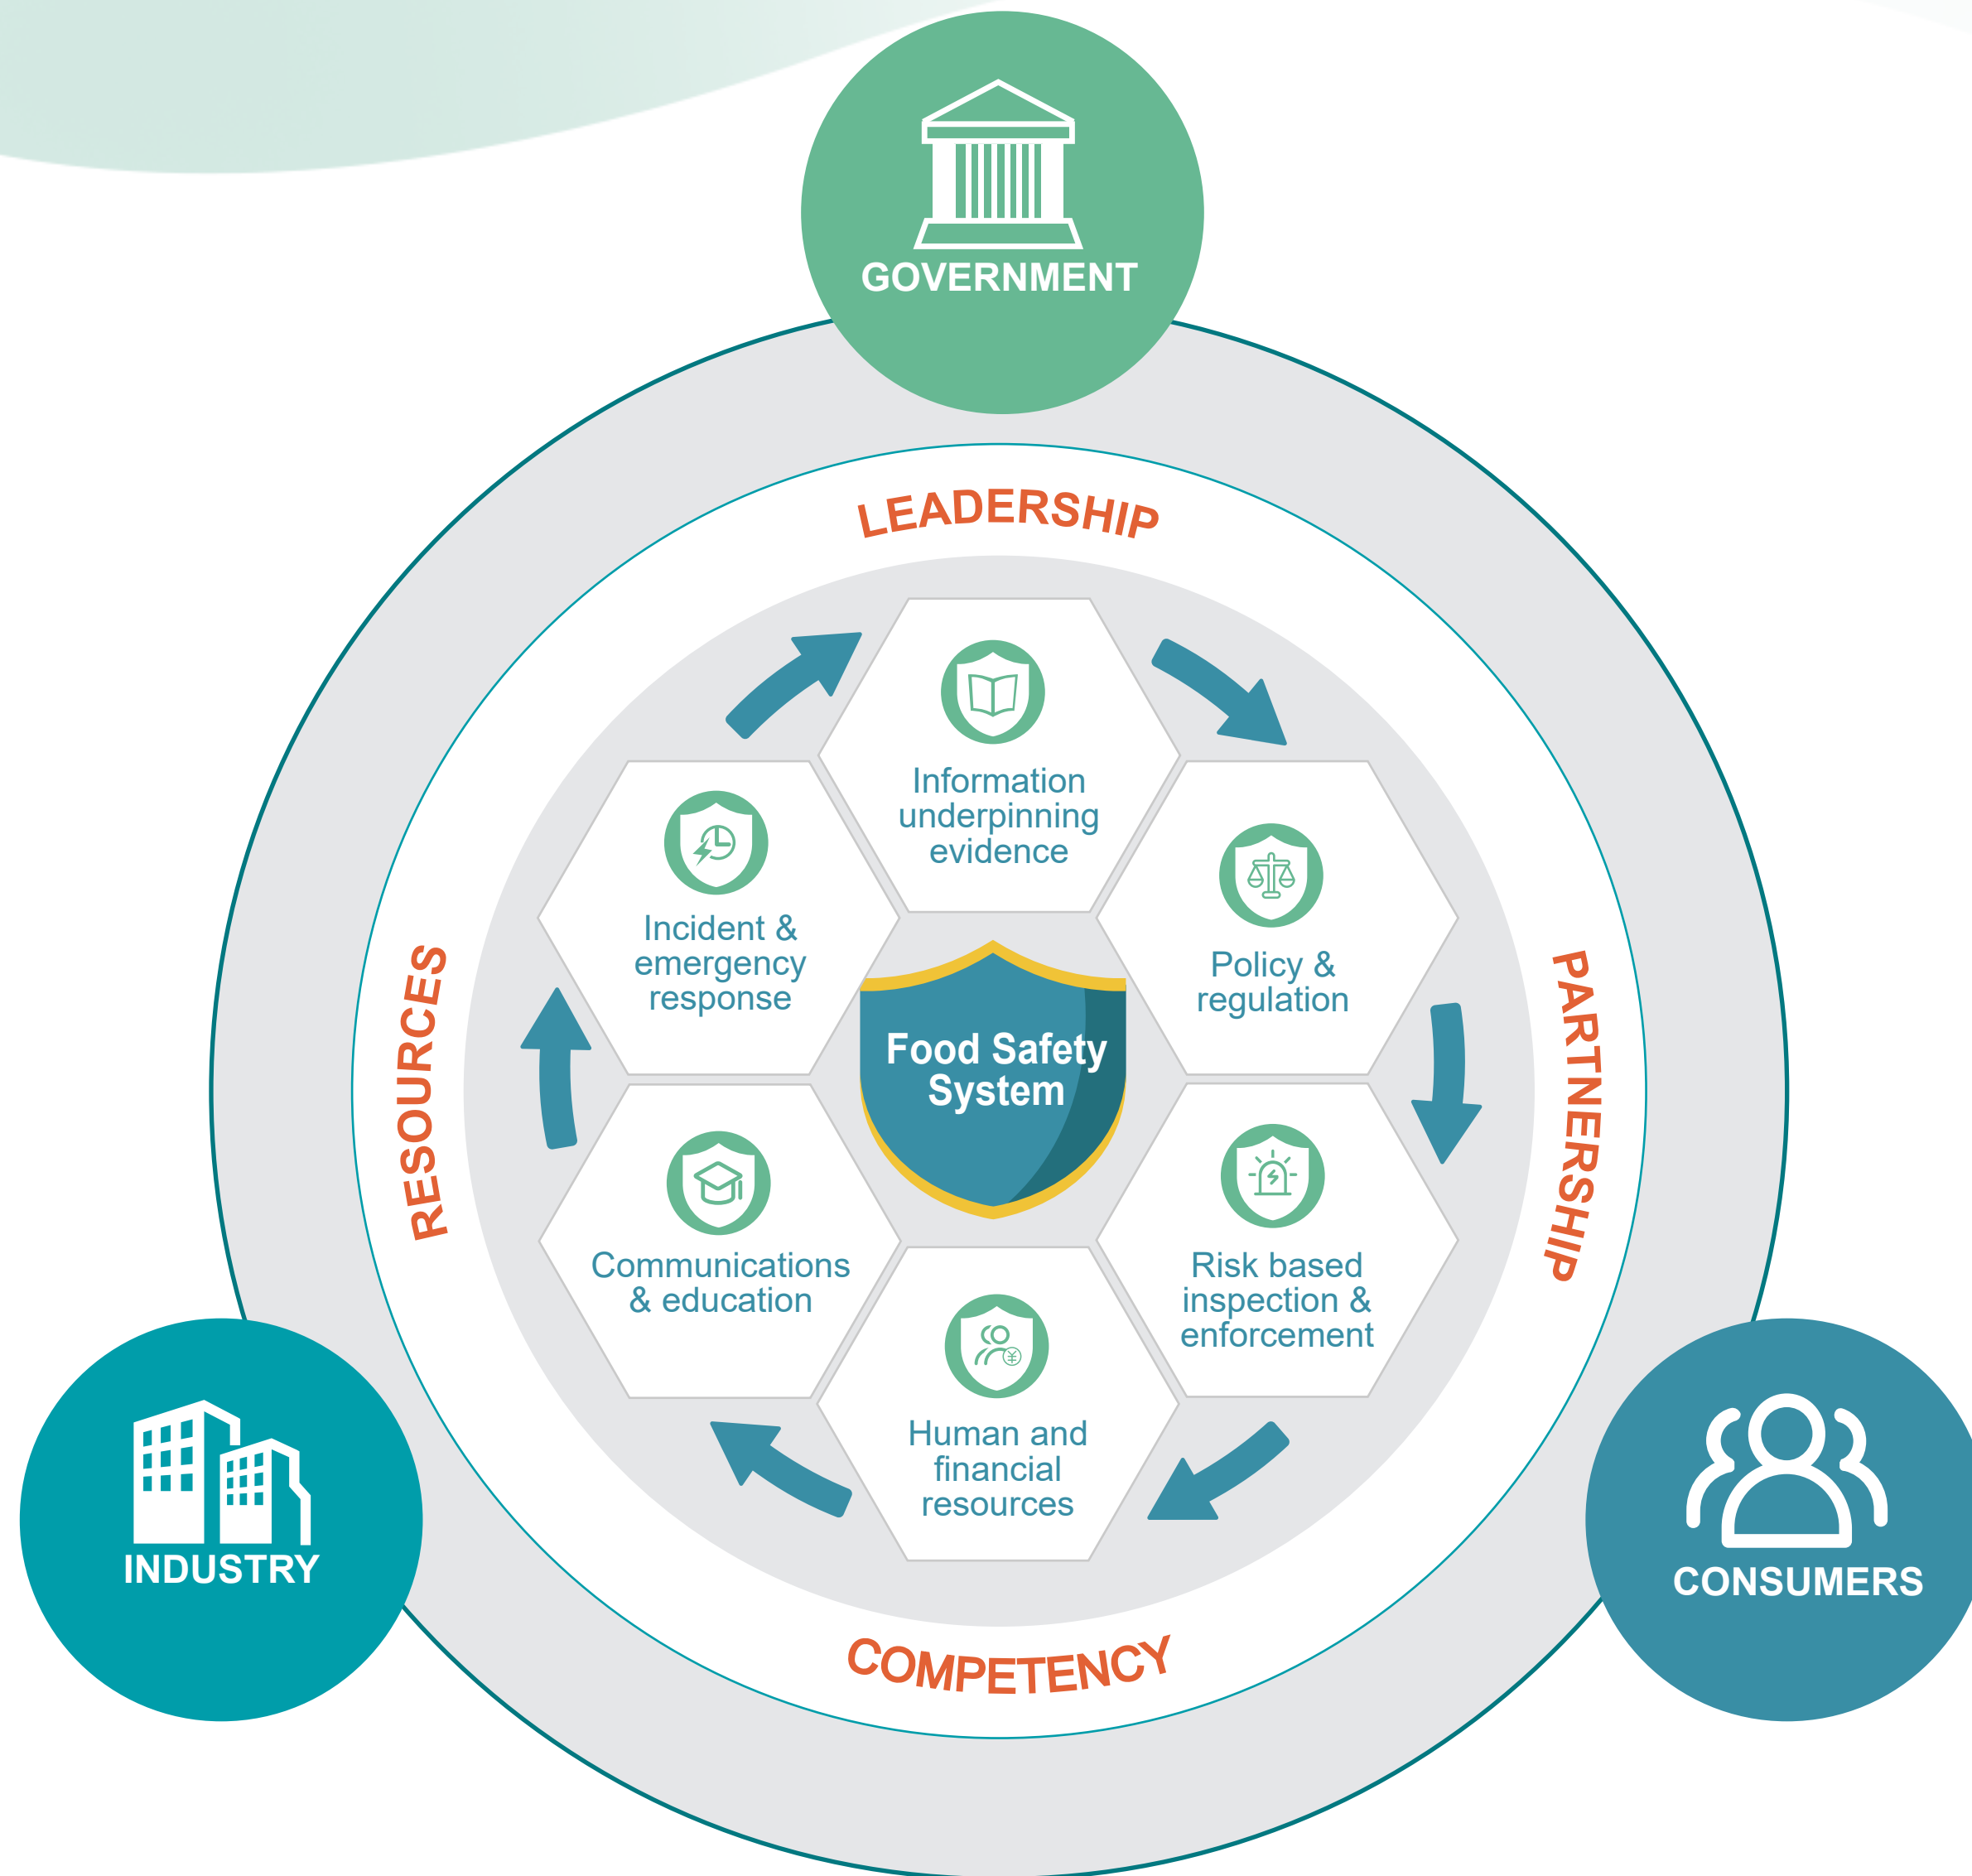 GOVERNMENT
LEADERSHIP
Information
underpinning
evidence
Incident &
emergency
response
Policy &
regulation
RESOURCES
PARTNERSHIP
Food Safety
System
Communications
& education
Risk based
inspection &
enforcement
Human and
financial
resources
INDUSTRY
CONSUMERS
COMPETENCY